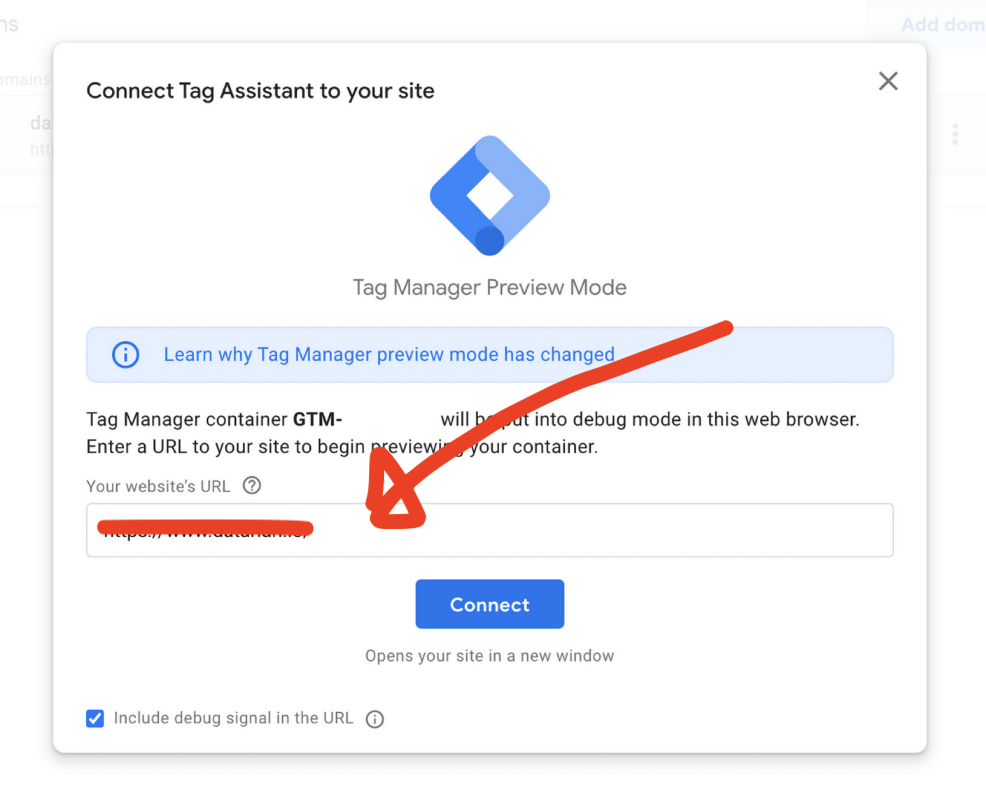 ns
Add dom
Connect Tag Assistant to your site
omains
da
htt
Tag Manager Preview Mode
Learn why Tag Manager preview mode has changed
Tag Manager container GTM- will be put into debug mode in this web browser.
Enter a URL to your site to begin previewing your container.
Your website's URL
Connect
Opens your site in a new window
Include debug signal in the URL